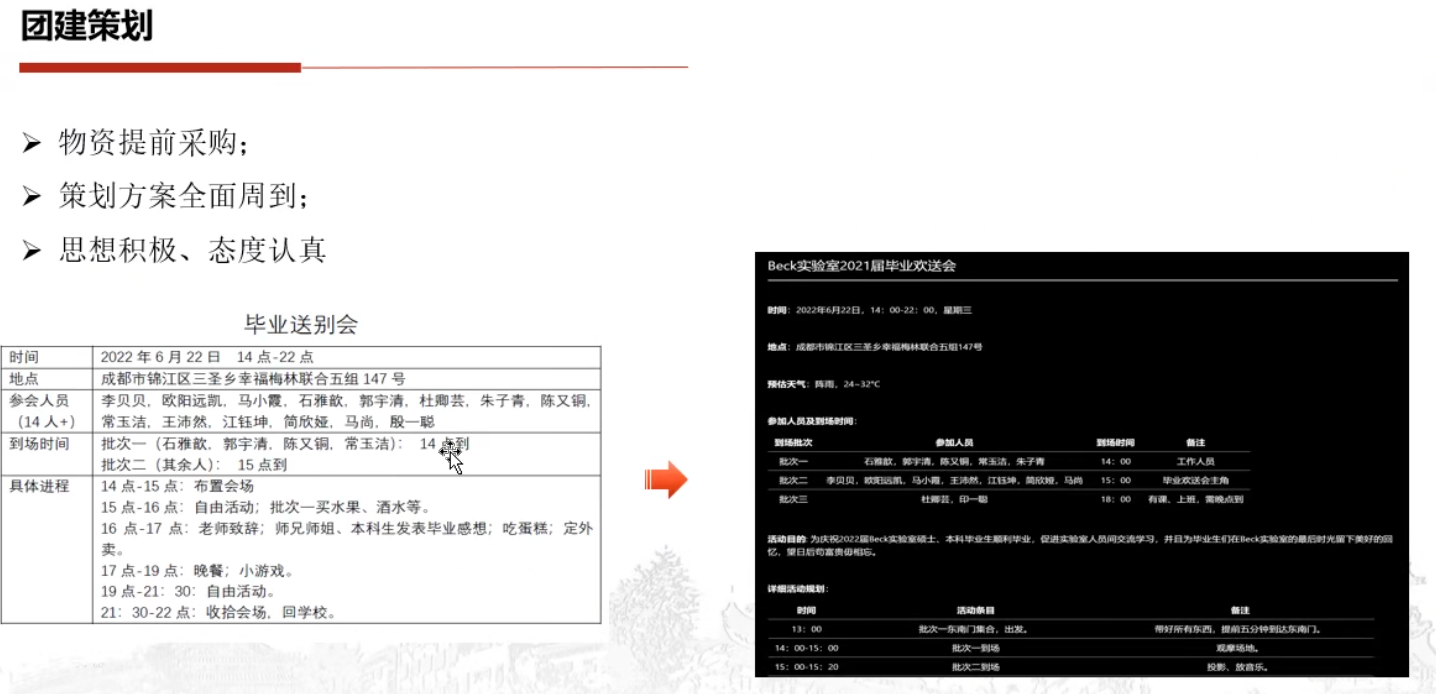 团建策划
物资提前采购；
策划方案全面周到；
思想积极、态度认真
毕业送别会
时间 2022 年 6 月 22 日 14 点-22 点
地点 成都市锦江区三圣乡幸福梅林联合五组 147 号
参会人员 李贝贝，欧阳远凯，马小霞，石雅歆，郭宇清，杜卿芸，朱子青，陈又铜，
（14 人+） 常玉洁，王沛然，江钰坤，简欣娅，马尚，殷一聪
到场时间 批次一（石雅歆，郭宇清，陈又铜，常玉洁）： 14 点到
批次二（其余人）： 15 点到
具体进程 14 点-15 点：布置会场
15 点-16 点：自由活动；批次一买水果、酒水等。
16 点-17 点：老师致辞；师兄师姐、本科生发表毕业感想；吃蛋糕；定外
卖。
17 点-19 点：晚餐；小游戏。
19 点-21：30：自由活动。
21：30-22 点：收拾会场，回学校。
Beck实验室2021届毕业欢送会
时间：2022年6月22日，14：00-22：00，星期三
地点：成都市锦江区三圣乡幸福梅林联合五组147号
预估天气：阵雨，24~32°C
参加人员及到场时间：
到场批次 参加人员 到场时间 备注
批次一 石雅歆，郭宇清，陈又铜，常玉洁，朱子青 14：00 工作人员
批次二 李贝贝，欧阳远凯，马小霞，王沛然，江钰坤，简欣娅，马尚 15：00 毕业欢送会主角
批次三 杜卿芸，印一聪 18：00 有课、上班，需晚点到
活动目的：为庆祝2022届Beck实验室硕士、本科毕业生顺利毕业，促进实验室人员间交流学习，并且为毕业生们在Beck实验室的最后时光留下美好的回
忆，望日后苟富贵毋相忘。
详细活动规划：
时间 活动条目 备注
13：00 批次一东南门集合，出发。 带好所有东西，提前五分钟到达东南门。
14：00-15：00 批次一到场 观摩场地。
15：00-15：20 批次二到场 投影、放音乐。